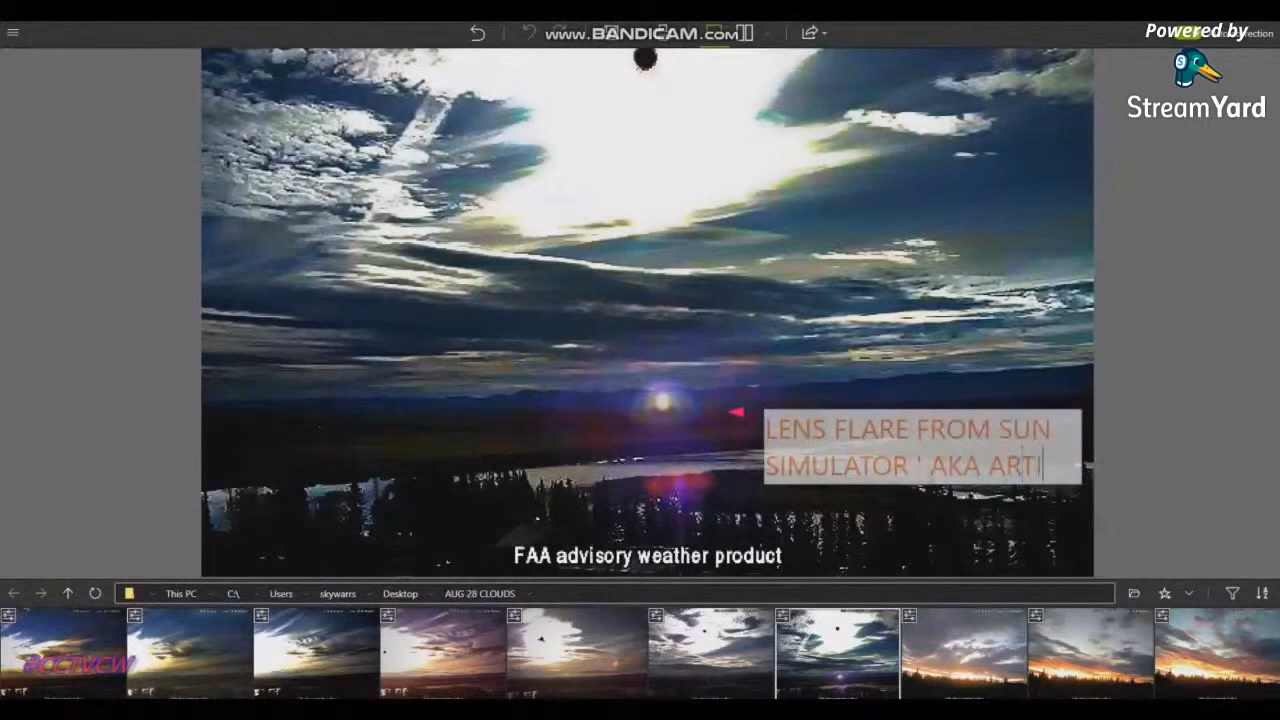 www.BANDICAM.com
Powered by
StreamYard
LENS FLARE FROM SUN
SIMULATOR ' AKA ARTI
FAA advisory weather product
This PC
C:\
Users
skywarrs
Desktop
AUG 28 CLOUDS